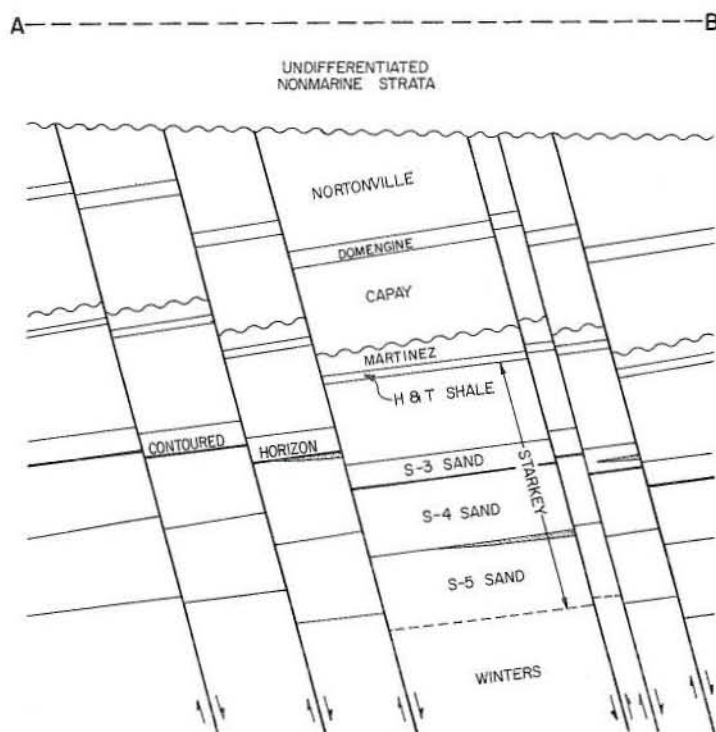 A
B
UNDIFFERENTIATED
NONMARINE STRATA
NORTONVILLE
DOMENGINE
CAPAY
MARTINEZ
H & T SHALE
CONTOURED
HORIZON
S-3 SAND
STARKEY
S-4 SAND
S-5 SAND
WINTERS